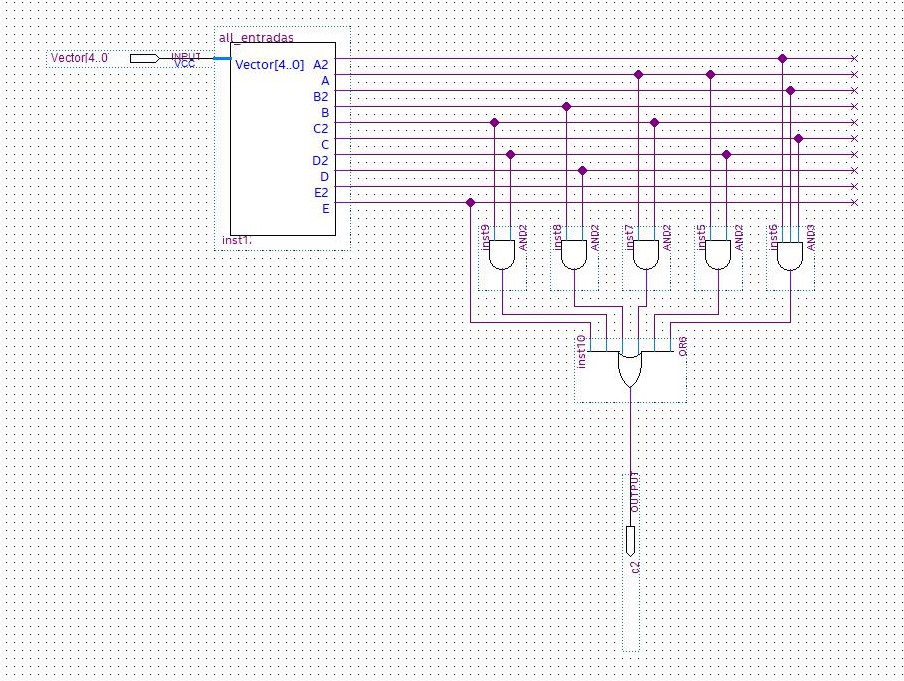 all_entradas
Vector[4..0
INPUT
VCC
Vector[4..0]
A2
A
B2
B
C2
C
D2
D
E2
E
inst1.
inst9
AND2
inst8
AND2
inst7
AND2
inst5
AND2
inst6
AND3
inst10
OR6
OUTPUT
c2